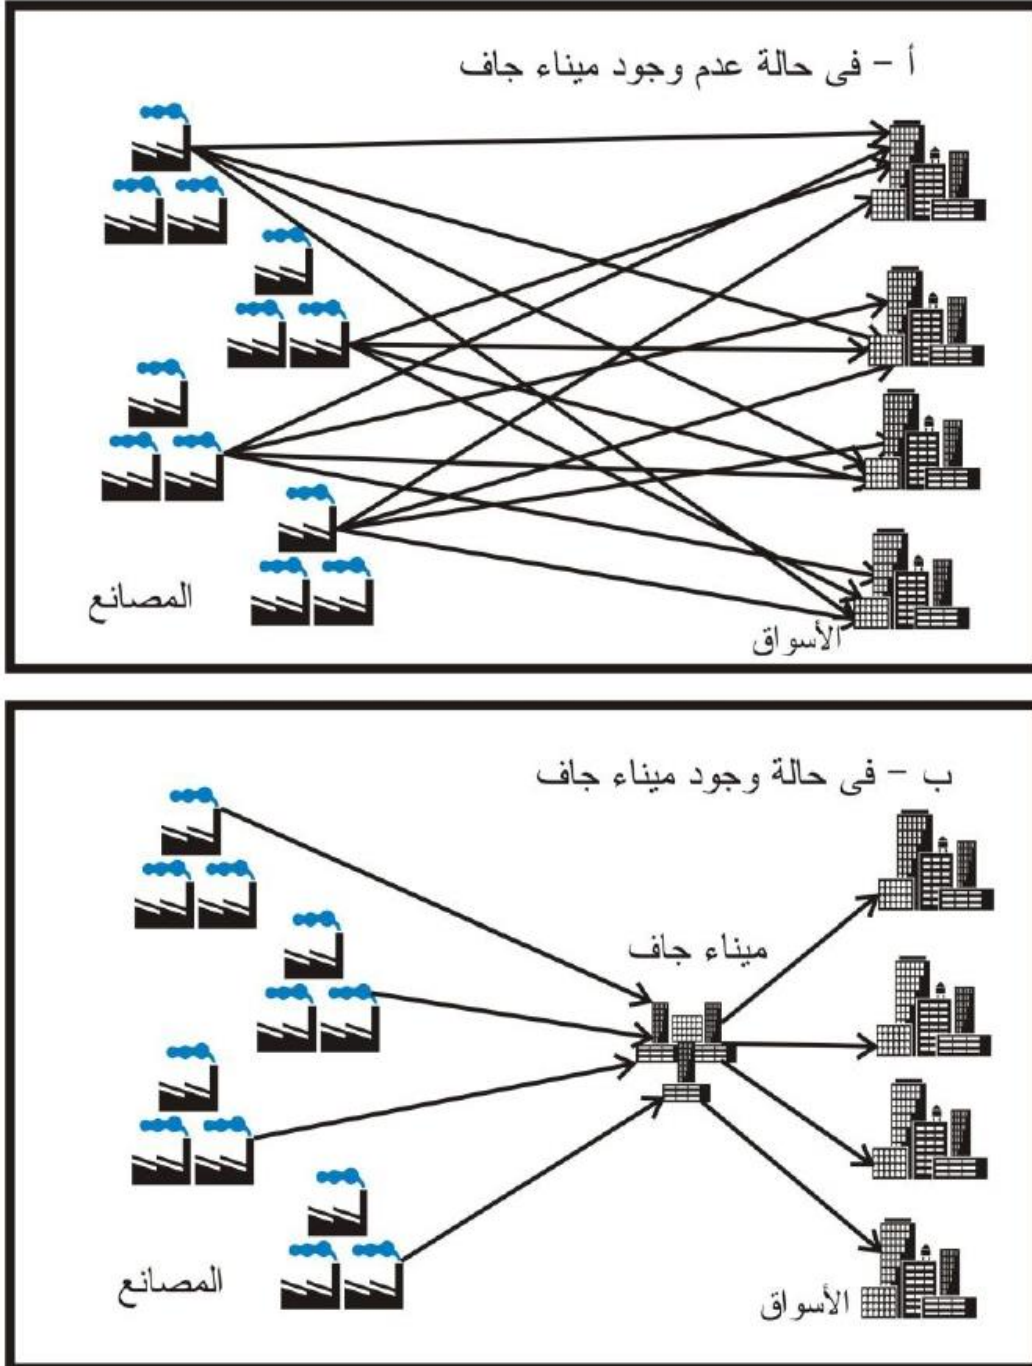 أ - فى حالة عدم وجود ميناء جاف
المصانع
الأسواق
ب - فى حالة وجود ميناء جاف
ميناء جاف
المصانع
الأسواق